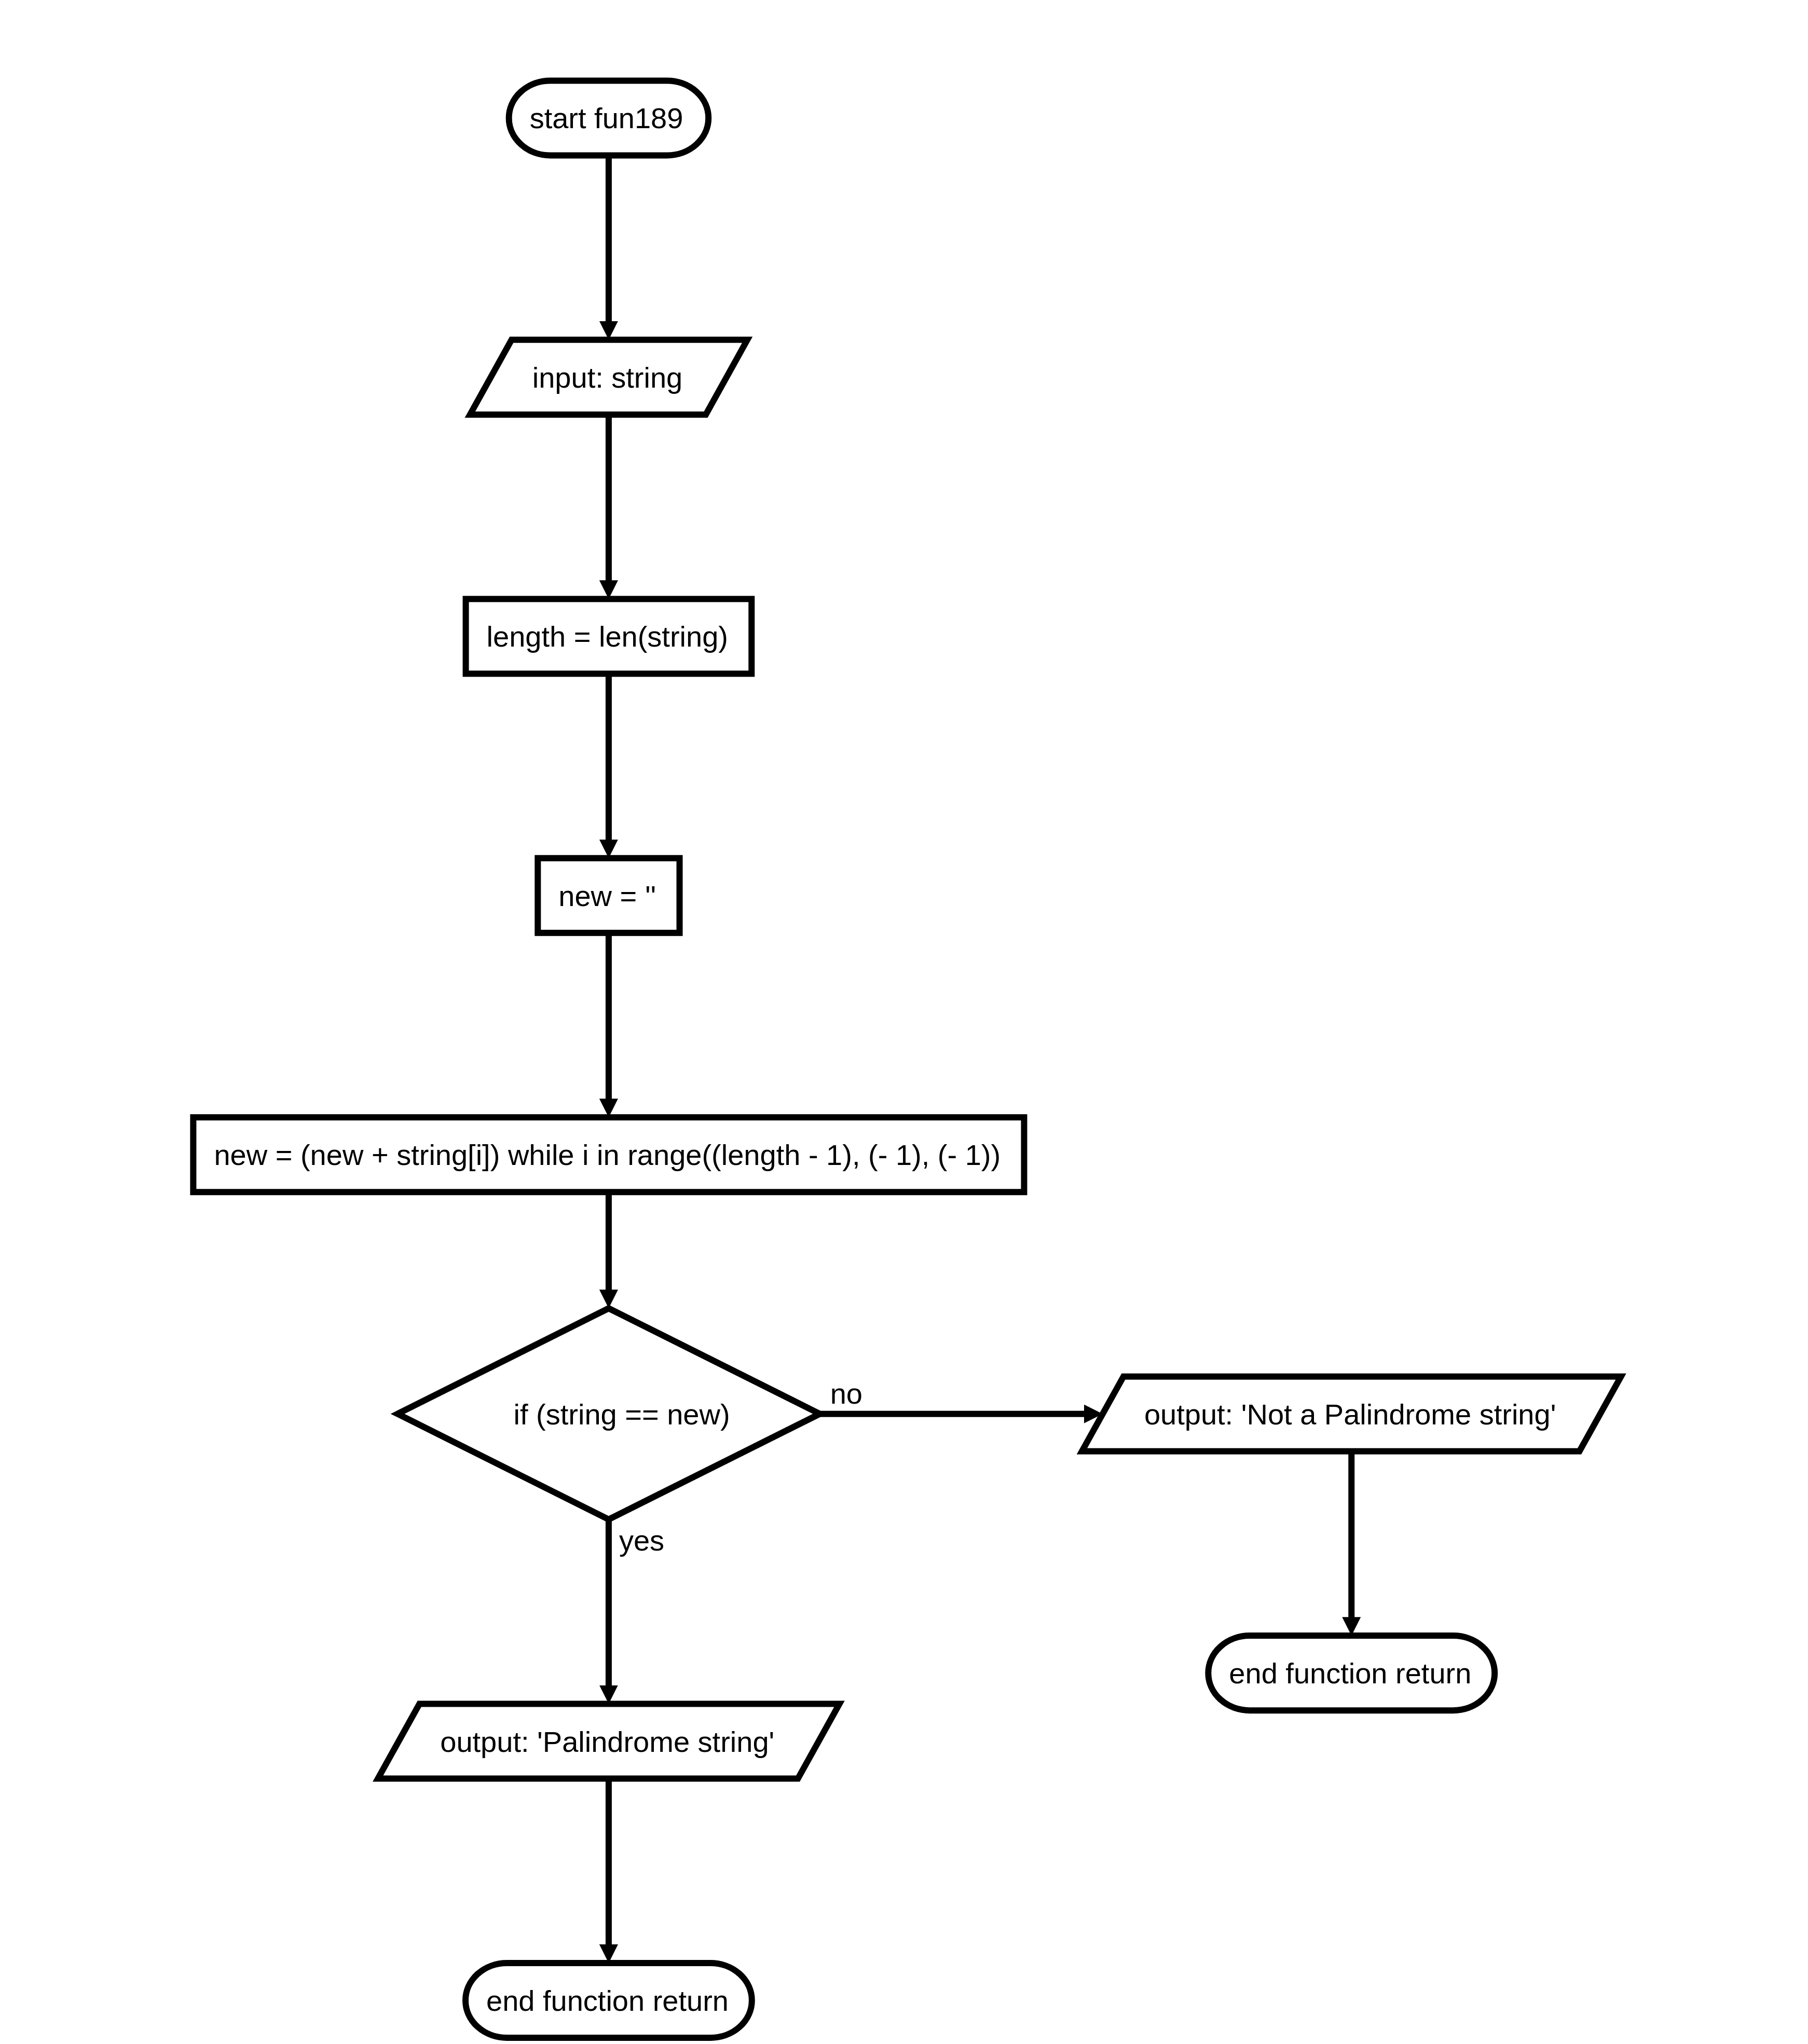 start fun189
input: string
length = len(string)
new = ''
new = (new + string[i]) while i in range((length - 1), (- 1), (- 1))
if (string == new)
no
output: 'Not a Palindrome string'
yes
end function return
output: 'Palindrome string'
end function return